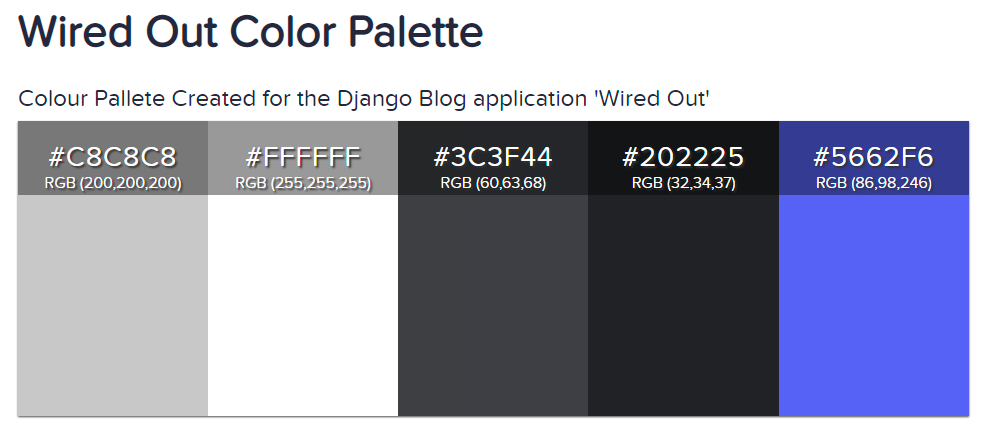 Wired Out Color Palette
Colour Pallete Created for the Django Blog application 'Wired Out'
#C8C8C8 #FFFFFF #3C3F44 #202225 #5662F6
RGB (200,200,200) RGB (255,255,255) RGB (60,63,68) RGB (32,34,37) RGB (86,98,246)